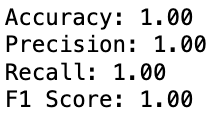 Accuracy: 1.00
Precision: 1.00
Recall: 1.00
F1 Score: 1.00